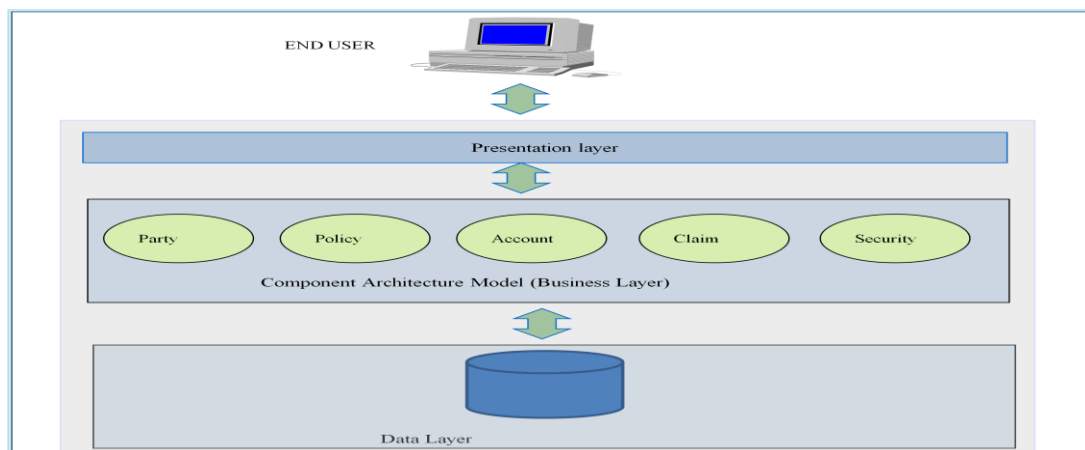 END USER
Presentation layer
Party Policy Account Claim Security
Component Architecture Model (Business Layer)
Data Layer